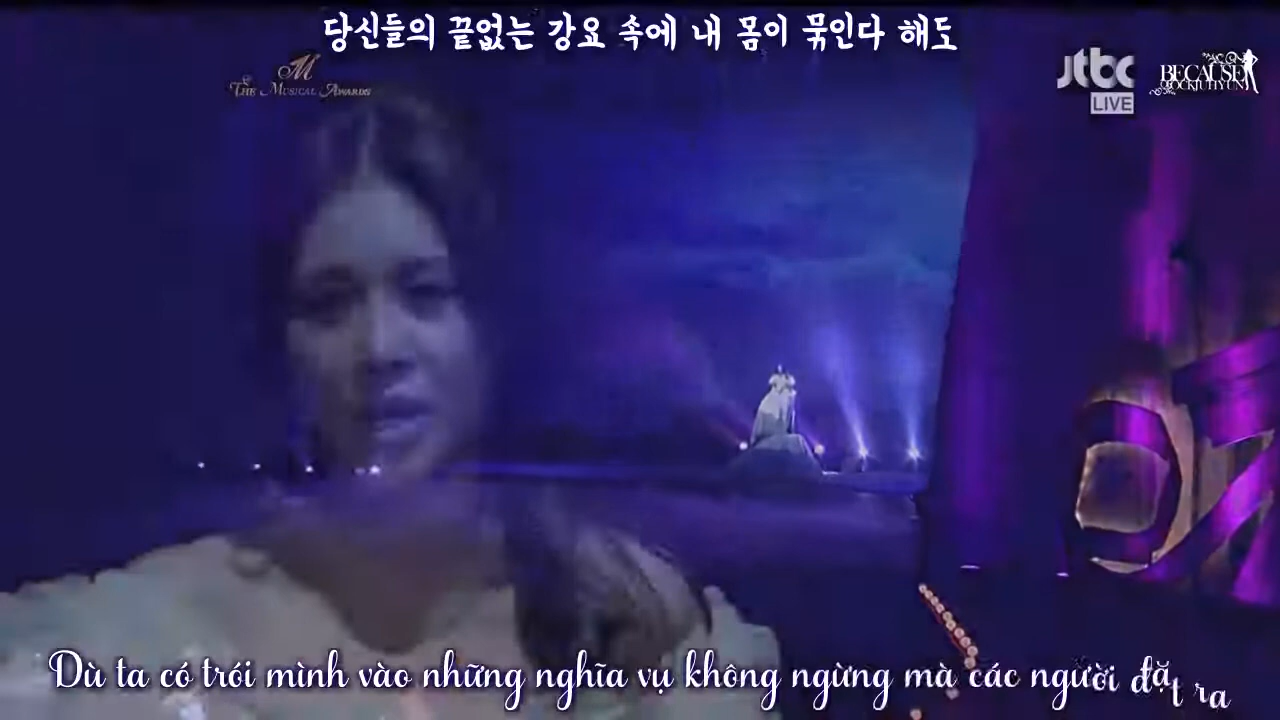 당신들의 끝없는 강요 속에 내 몸이 묶인다 해도
M
THE MUSICAL AWARDS
jtbc
LIVE
BECAUSE
OCKJUHYUN
Dù ta có trói mình vào những nghĩa vụ không ngừng mà các người đặt ra